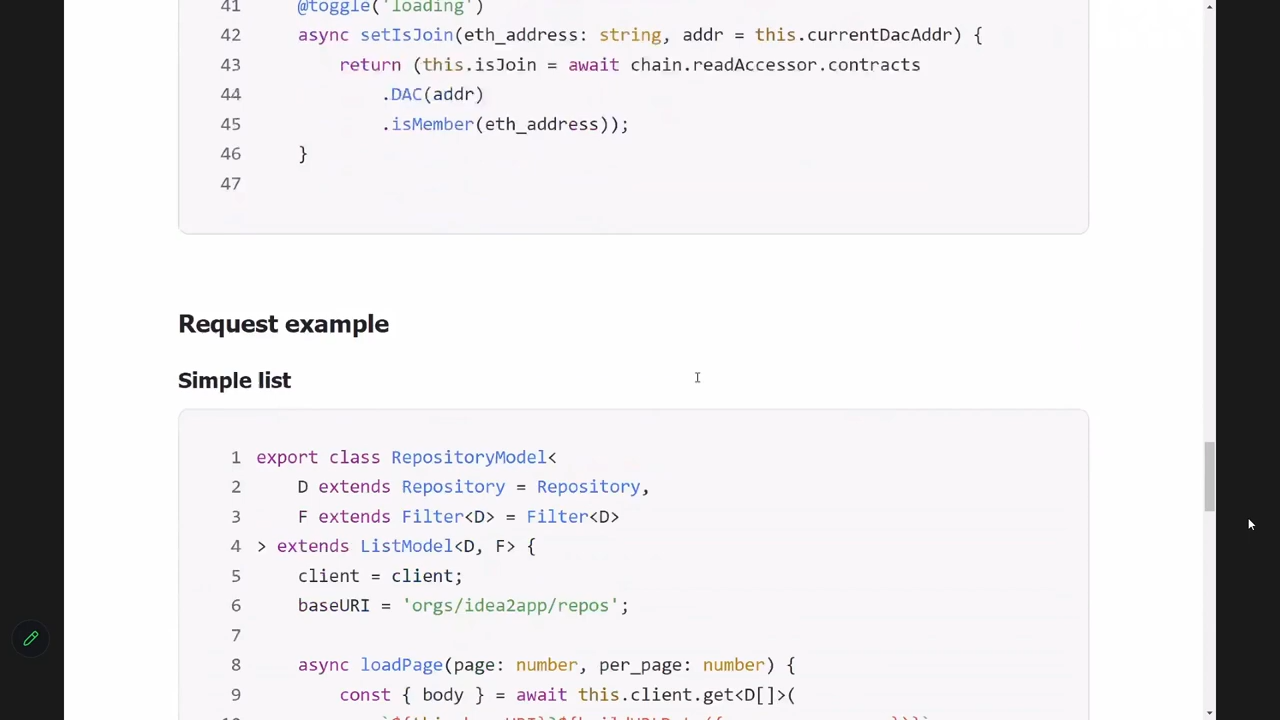 41 @toggle('loading')
42 async setIsJoin(eth_address: string, addr = this.currentDacAddr) {
43 return (this.isJoin = await chain.readAccessor.contracts
44 .DAC(addr)
45 .isMember(eth_address));
46 }
47
Request example
Simple list
1 export class RepositoryModel<
2 D extends Repository = Repository,
3 F extends Filter<D> = Filter<D>
4 > extends ListModel<D, F> {
5 client = client;
6 baseURI = 'orgs/idea2app/repos';
7
8 async loadPage(page: number, per_page: number) {
9 const { body } = await this.client.get<D[]>(